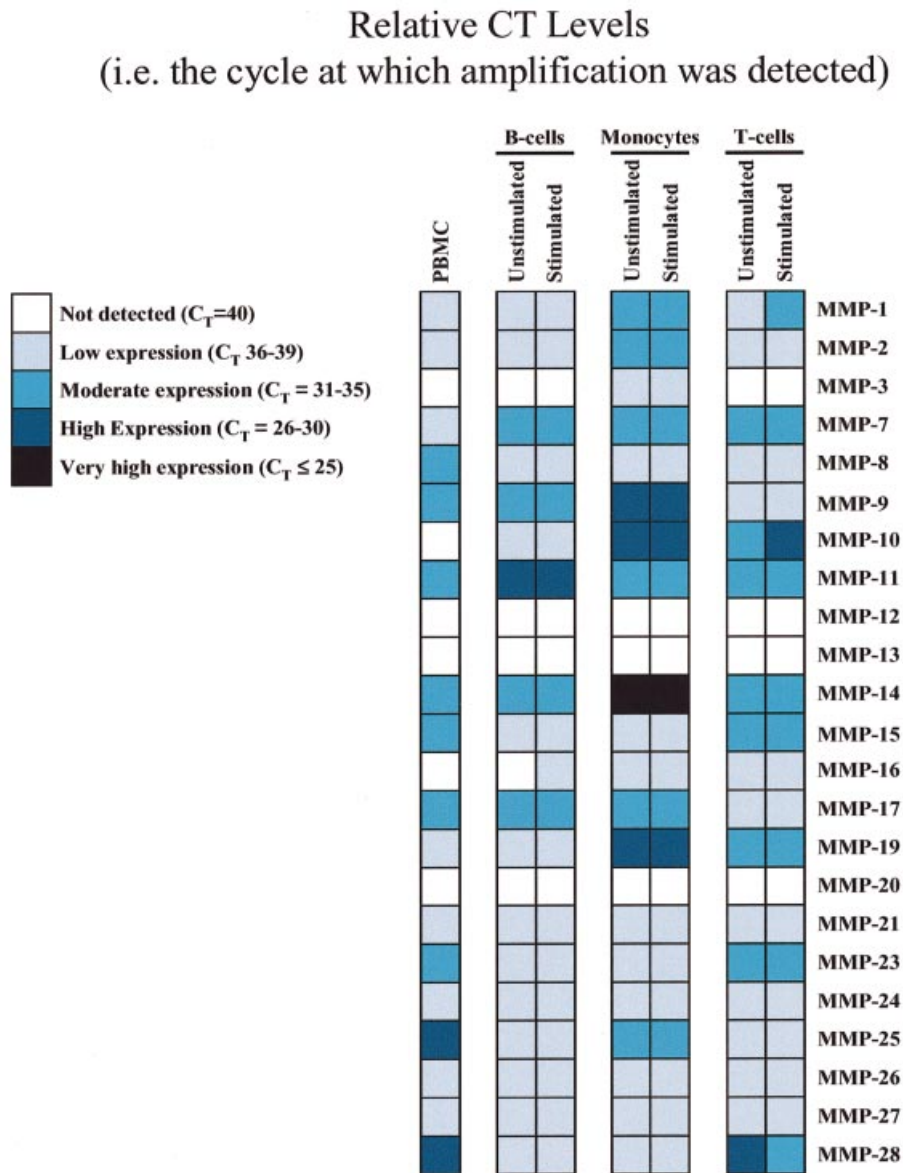 Relative CT Levels
(i.e. the cycle at which amplification was detected)
B-cells Monocytes T-cells
PBMC Unstimulated Stimulated Unstimulated Stimulated Unstimulated Stimulated
Not detected (CT=40)
Low expression (CT 36-39)
Moderate expression (CT = 31-35)
High Expression (CT = 26-30)
Very high expression (CT ≤ 25)
MMP-1
MMP-2
MMP-3
MMP-7
MMP-8
MMP-9
MMP-10
MMP-11
MMP-12
MMP-13
MMP-14
MMP-15
MMP-16
MMP-17
MMP-19
MMP-20
MMP-21
MMP-23
MMP-24
MMP-25
MMP-26
MMP-27
MMP-28